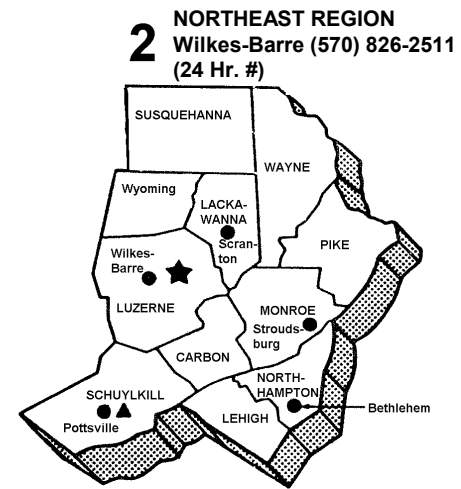 2
NORTHEAST REGION
Wilkes-Barre (570) 826-2511
(24 Hr. #)
SUSQUEHANNA
WAYNE
Wyoming
LACKA-
WANNA
Scran-
ton
PIKE
Wilkes-
Barre
LUZERNE
MONROE
Strouds-
burg
CARBON
NORTH-
HAMPTON
SCHUYLKILL
Pottsville
LEHIGH
Bethlehem